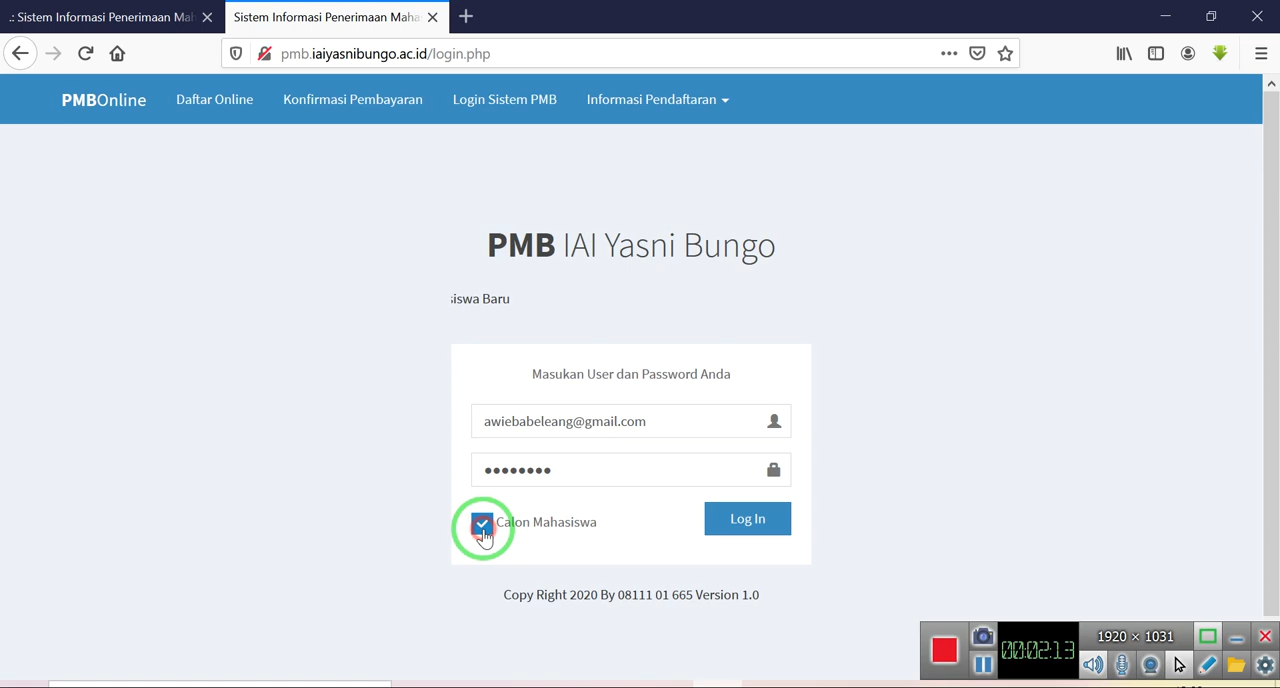 .: Sistem Informasi Penerimaan Mah
Sistem Informasi Penerimaan Maha
pmb.iaiyasnibungo.ac.id/login.php
PMBOnline
Daftar Online
Konfirmasi Pembayaran
Login Sistem PMB
Informasi Pendaftaran
PMB IAI Yasni Bungo
siswa Baru
Masukan User dan Password Anda
awiebabeleang@gmail.com
●●●●●●●●
Calon Mahasiswa
Log In
Copy Right 2020 By 08111 01 665 Version 1.0
1920 × 1031
00:02:13